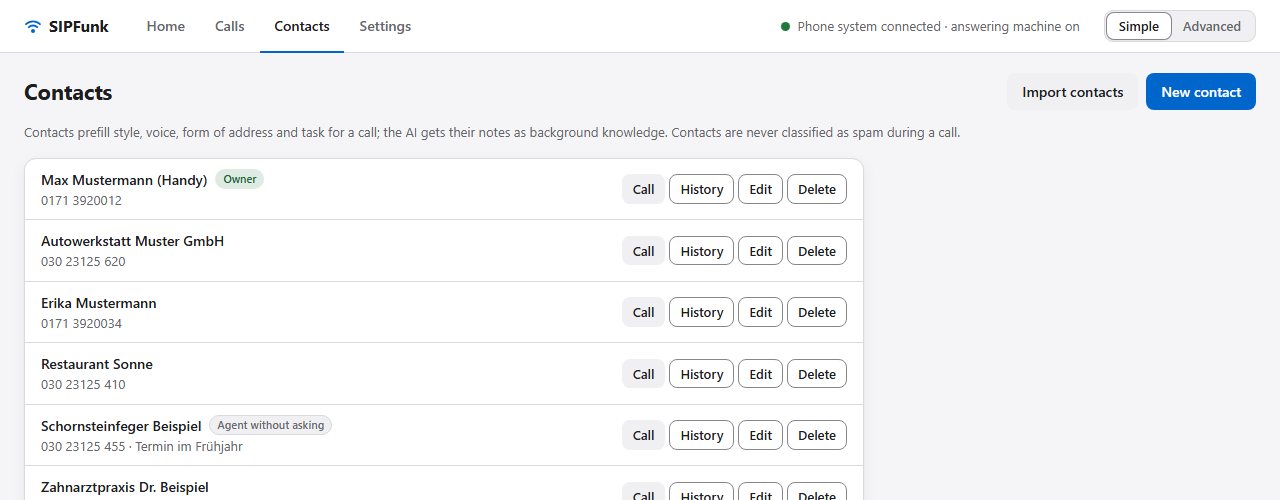 SIPFunk Home Calls Contacts Settings Phone system connected · answering machine on Simple Advanced
Contacts Import contacts New contact
Contacts prefill style, voice, form of address and task for a call; the AI gets their notes as background knowledge. Contacts are never classified as spam during a call.
Max Mustermann (Handy) Owner
0171 3920012
Call History Edit Delete
Autowerkstatt Muster GmbH
030 23125 620
Call History Edit Delete
Erika Mustermann
0171 3920034
Call History Edit Delete
Restaurant Sonne
030 23125 410
Call History Edit Delete
Schornsteinfeger Beispiel Agent without asking
030 23125 455 · Termin im Frühjahr
Call History Edit Delete
Zahnarztpraxis Dr. Beispiel
Call History Edit Delete